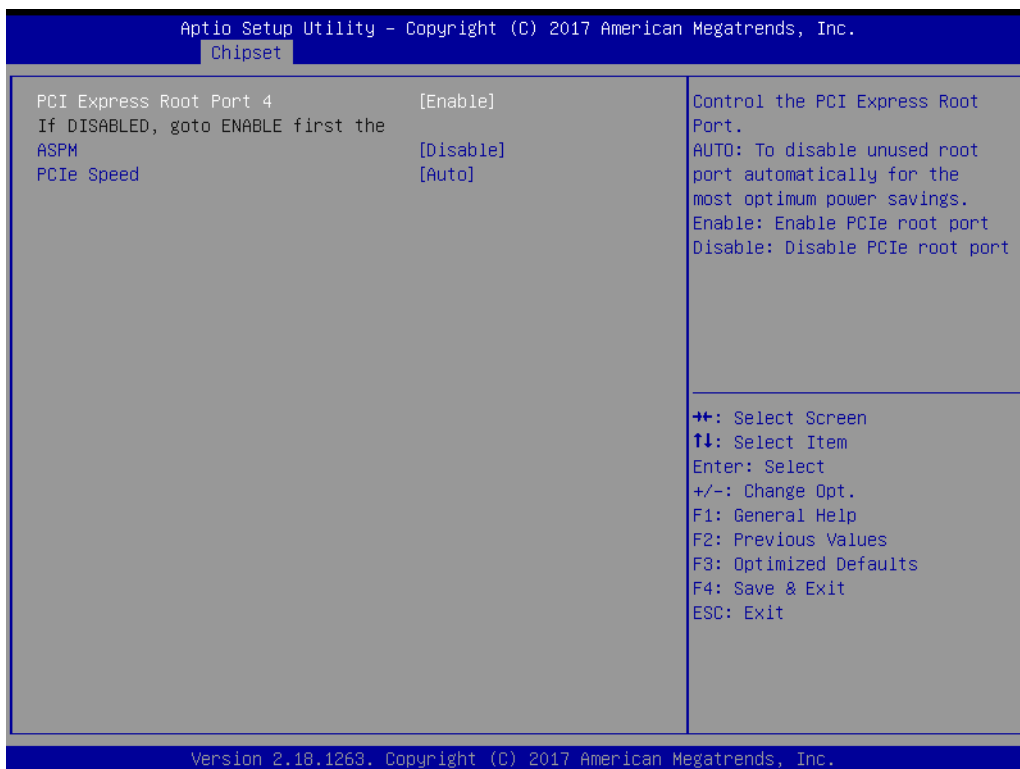 Aptio Setup Utility – Copyright (C) 2017 American Megatrends, Inc.
Chipset
PCI Express Root Port 4 [Enable]
If DISABLED, goto ENABLE first the
ASPM [Disable]
PCIe Speed [Auto]
Control the PCI Express Root
Port.
AUTO: To disable unused root
port automatically for the
most optimum power savings.
Enable: Enable PCIe root port
Disable: Disable PCIe root port
→←: Select Screen
↑↓: Select Item
Enter: Select
+/-: Change Opt.
F1: General Help
F2: Previous Values
F3: Optimized Defaults
F4: Save & Exit
ESC: Exit
Version 2.18.1263. Copyright (C) 2017 American Megatrends, Inc.